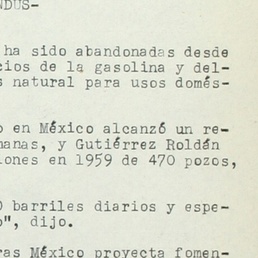 NDUS-
ha sido abandonadas desde
cios de la gasolina y del-
s natural para usos domés-
o en México alcanzó un re-
manas, y Gutiérrez Roldán
iones en 1959 de 470 pozos,
0 barriles diarios y espe-
o", dijo.
ras México proyecta fomen-